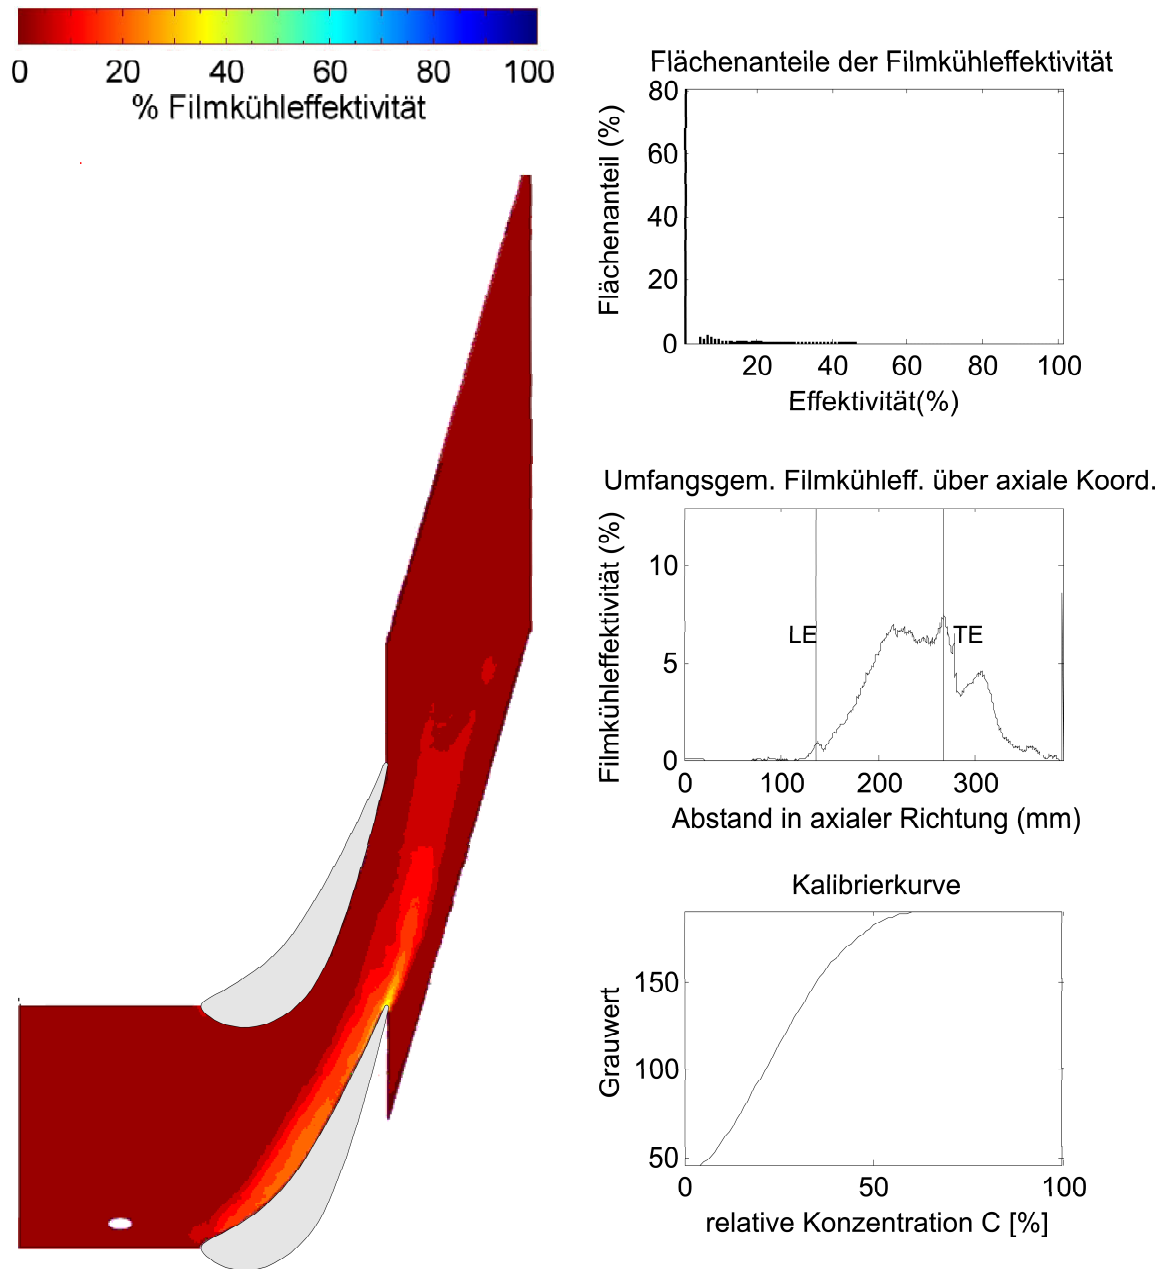 0 20 40 60 80 100
% Filmkühleffektivität
Flächenanteile der Filmkühleffektivität
80
60
40
20
0
Flächenanteil (%)
20 40 60 80 100
Effektivität(%)
Umfangsgem. Filmkühleff. über axiale Koord.
10
5
0
Filmkühleffektivität (%)
LE
TE
0 100 200 300
Abstand in axialer Richtung (mm)
Kalibrierkurve
150
100
50
Grauwert
0 50 100
relative Konzentration C [%]